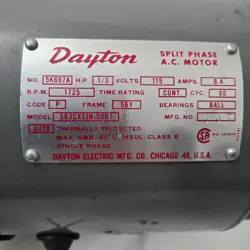 Dayton SPLIT PHASE
A.C. MOTOR
NO. 5K697A H.P. 1/3 VOLTS 115 AMPS. 6.4
R.P.M. 1725 TIME RATING CONT CYC. 60
CODE P FRAME 56Y BEARINGS BALL
MODEL MFG. NO.
AUTO THERMALLY PROTECTED
MAX. AMB. 40°C INSUL. CLASS B
SINGLE PHASE
DAYTON ELECTRIC MFG. CO. CHICAGO 48, U.S.A.